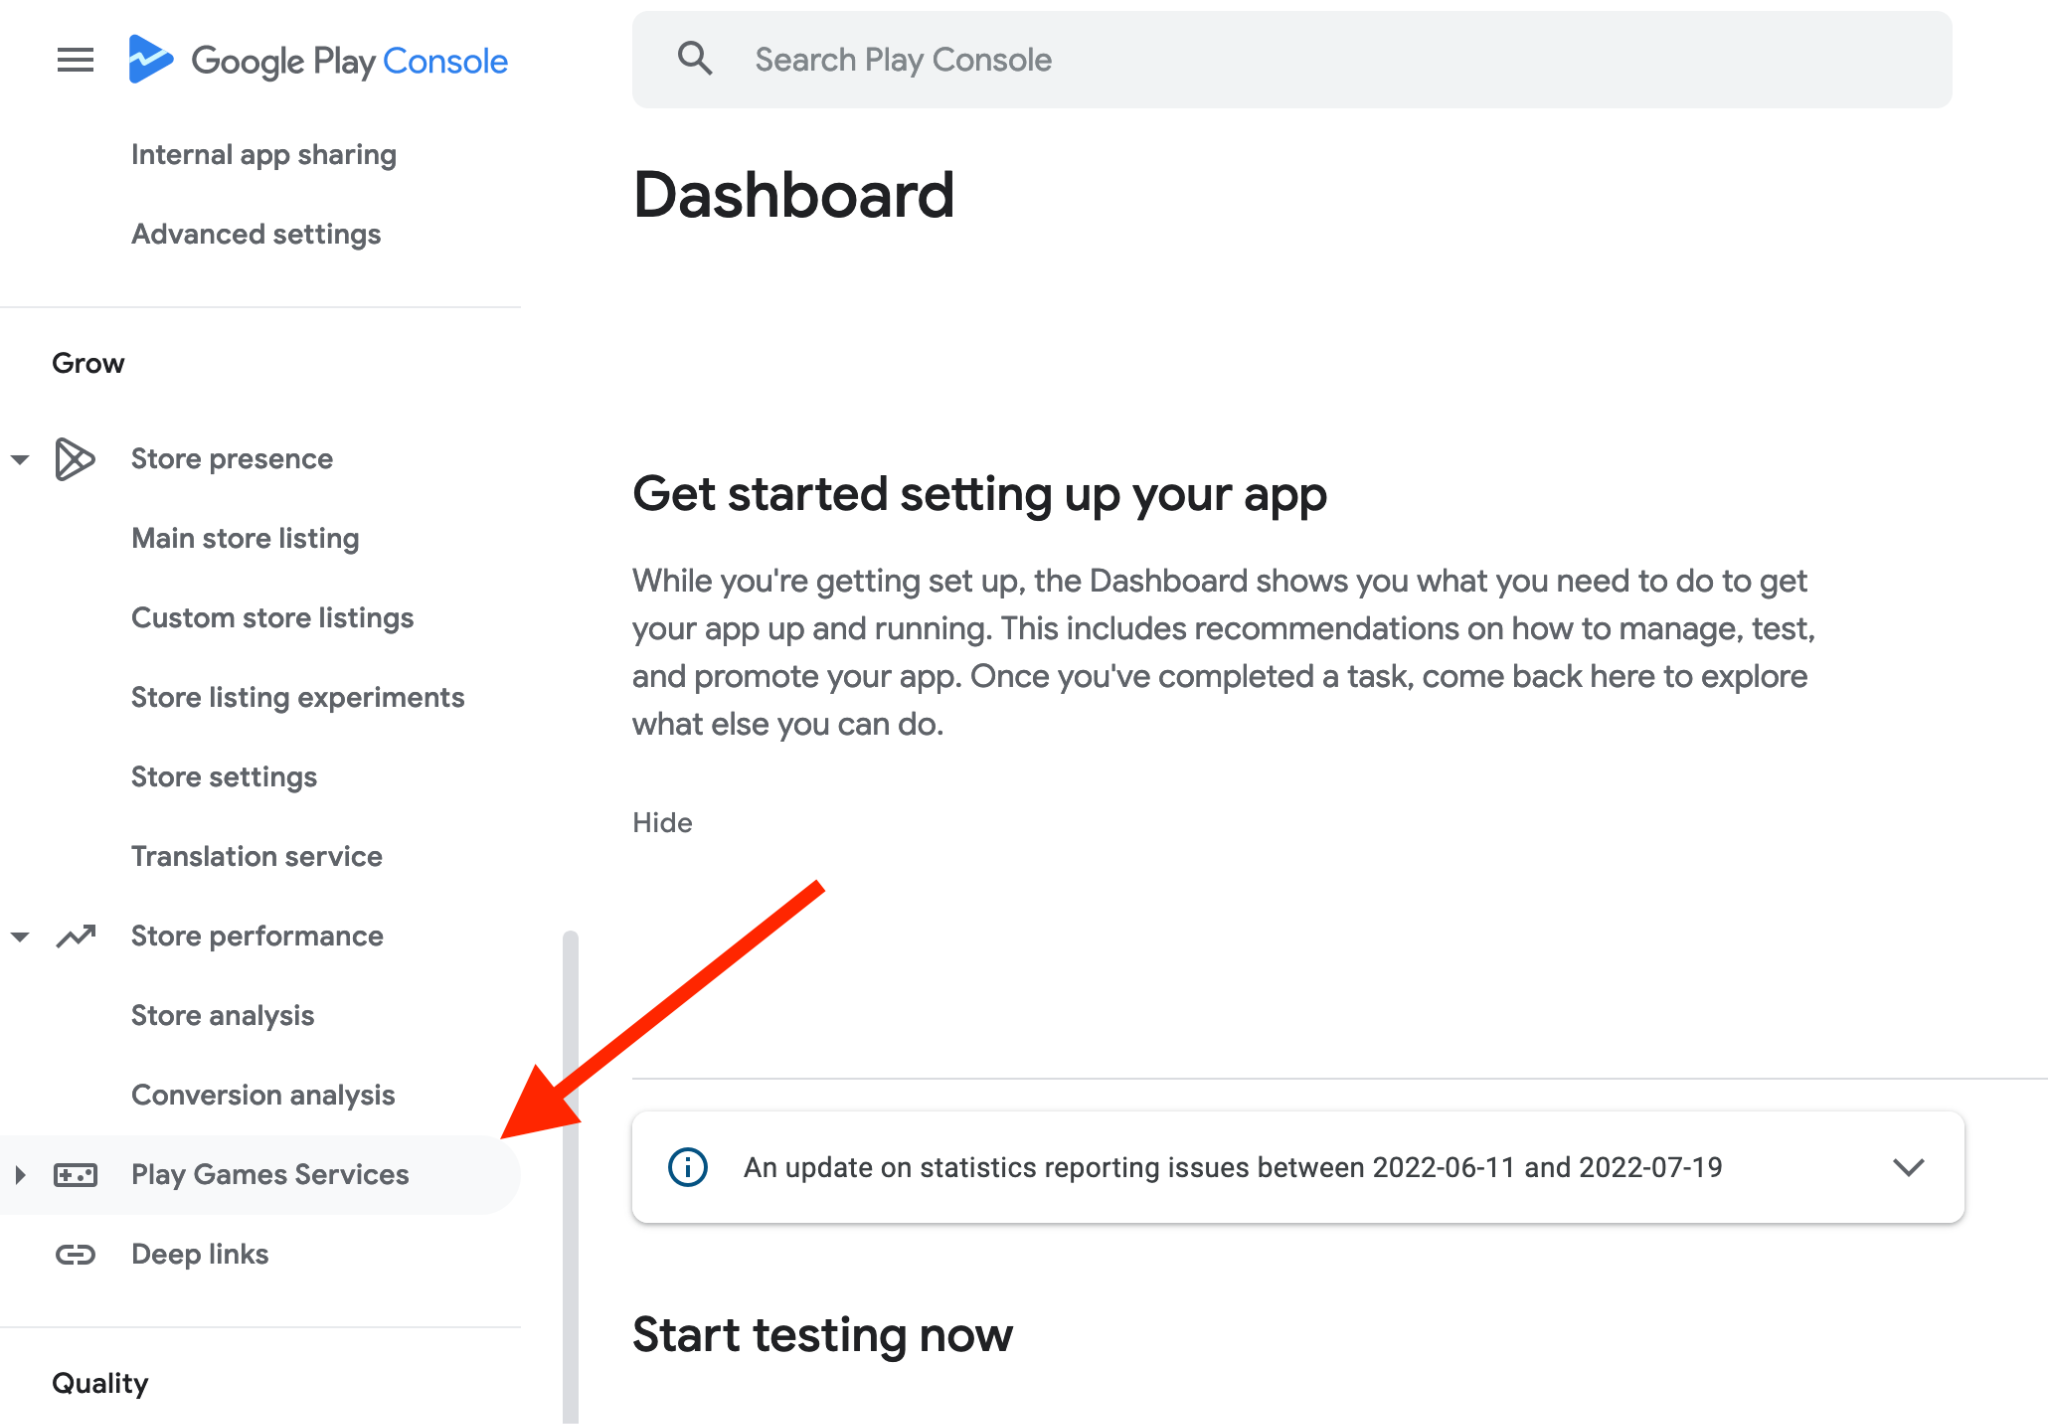 Google Play Console
Search Play Console
Internal app sharing
Advanced settings
Grow
Store presence
Main store listing
Custom store listings
Store listing experiments
Store settings
Translation service
Store performance
Store analysis
Conversion analysis
Play Games Services
Deep links
Quality
Dashboard
Get started setting up your app
While you're getting set up, the Dashboard shows you what you need to do to get
your app up and running. This includes recommendations on how to manage, test,
and promote your app. Once you've completed a task, come back here to explore
what else you can do.
Hide
An update on statistics reporting issues between 2022-06-11 and 2022-07-19
Start testing now